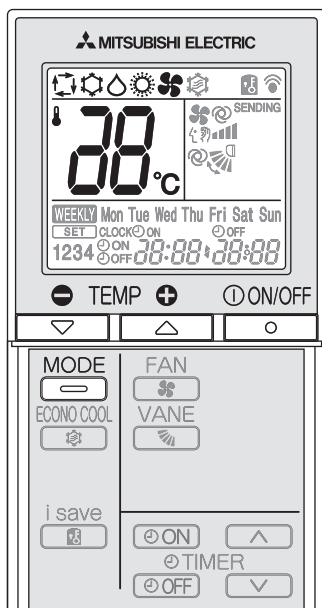 MITSUBISHI ELECTRIC
SENDING
88°C
WEEKLY Mon Tue Wed Thu Fri Sat Sun
SET CLOCK ON OFF
1234 ON OFF 88:88 88:88
TEMP ON/OFF
MODE FAN
ECONO COOL VANE
i save
ON
TIMER
OFF